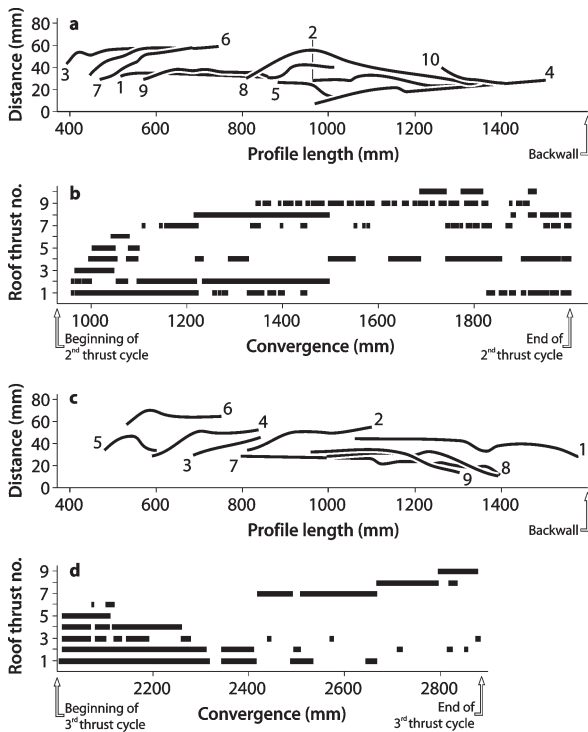 a
Distance (mm)
80
60
40
20
0
3
7
1
9
6
8
5
2
10
4
400
600
800
1000
1200
1400
Profile length (mm)
Backwall
b
Roof thrust no.
9
7
5
3
1
1000
1200
1400
1600
1800
Beginning of
2nd thrust cycle
Convergence (mm)
End of
2nd thrust cycle
c
Distance (mm)
80
60
40
20
0
5
6
3
4
7
2
9
8
1
400
600
800
1000
1200
1400
Profile length (mm)
Backwall
d
Roof thrust no.
9
7
5
3
1
2200
2400
2600
2800
Beginning of
3rd thrust cycle
Convergence (mm)
End of
3rd thrust cycle